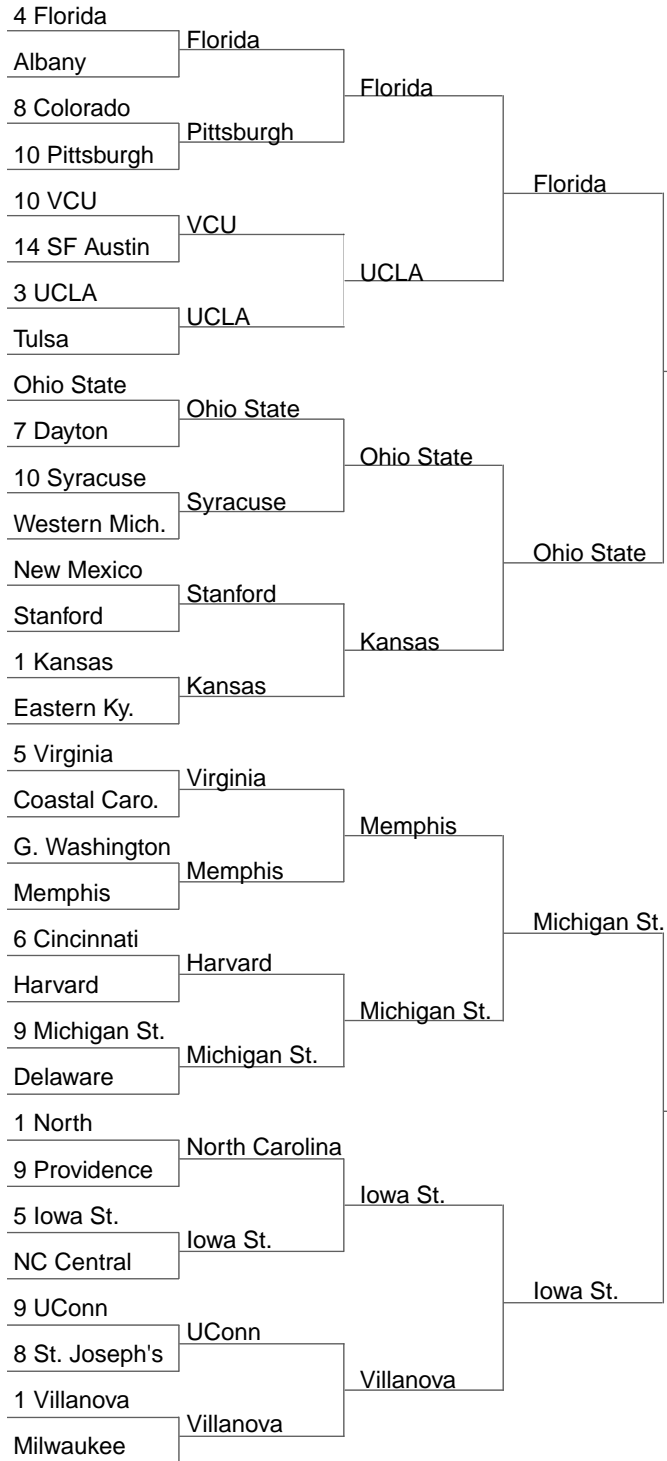 4 Florida
Albany
8 Colorado
10 Pittsburgh
10 VCU
14 SF Austin
3 UCLA
Tulsa
Ohio State
7 Dayton
10 Syracuse
Western Mich.
New Mexico
Stanford
1 Kansas
Eastern Ky.
5 Virginia
Coastal Caro.
G. Washington
Memphis
6 Cincinnati
Harvard
9 Michigan St.
Delaware
1 North
9 Providence
5 Iowa St.
NC Central
9 UConn
8 St. Joseph's
1 Villanova
Milwaukee
Florida
Pittsburgh
VCU
UCLA
Ohio State
Syracuse
Stanford
Kansas
Virginia
Memphis
Harvard
Michigan St.
North Carolina
Iowa St.
UConn
Villanova
Florida
UCLA
Ohio State
Kansas
Memphis
Michigan St.
Iowa St.
Villanova
Florida
Ohio State
Michigan St.
Iowa St.